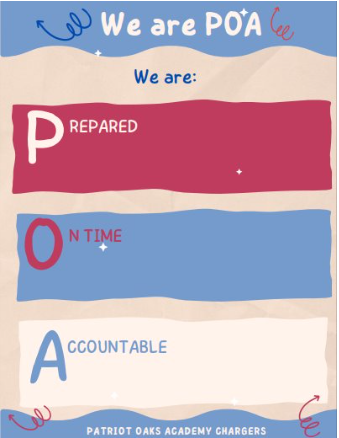 We are POA
We are:
PREPARED
ON TIME
ACCOUNTABLE
PATRIOT OAKS ACADEMY CHARGERS